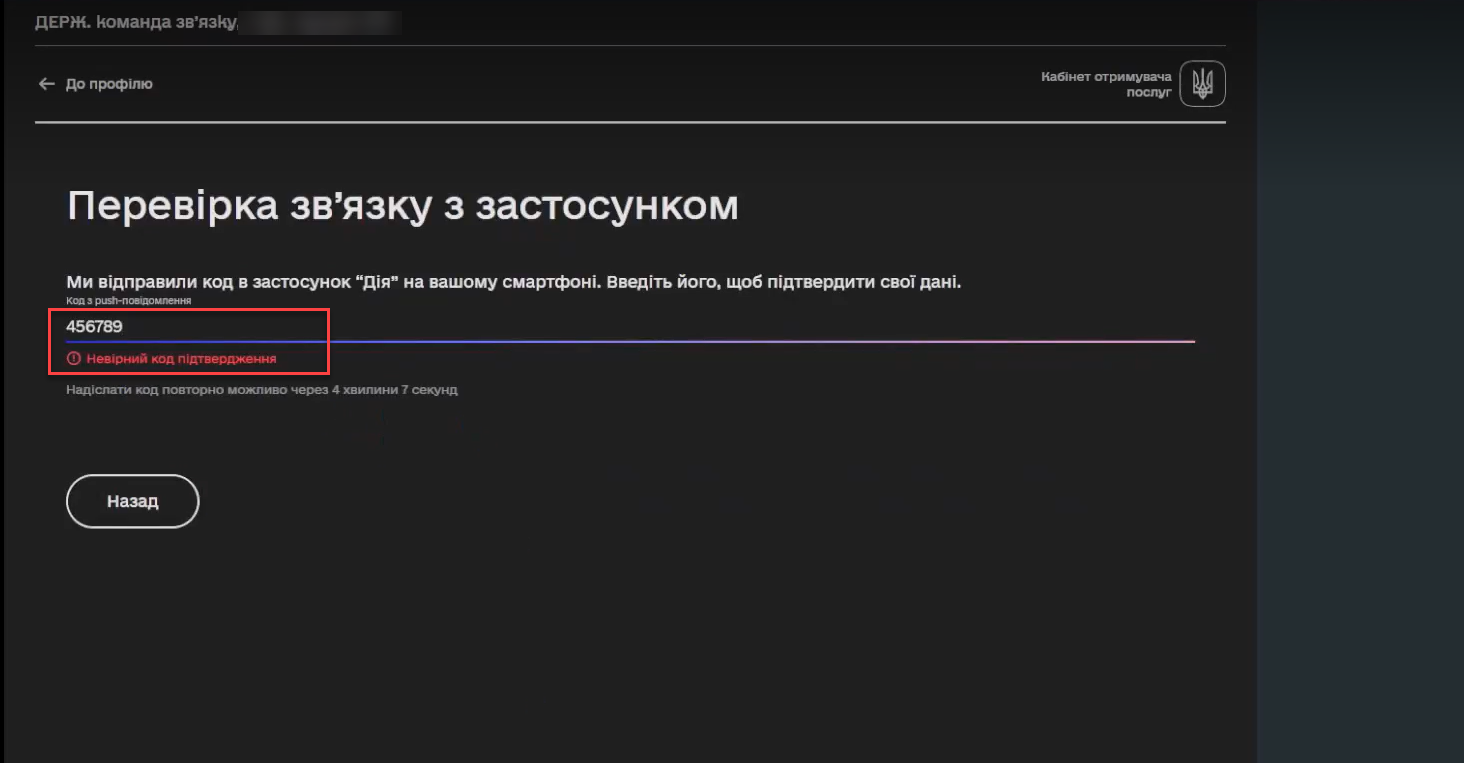 ДЕРЖ. команда зв'язку,
До профілю
Кабінет отримувача
послуг
Перевірка зв’язку з застосунком
Ми відправили код в застосунок “Дія” на вашому смартфоні. Введіть його, щоб підтвердити свої дані.
Код з push-повідомлення
456789
Невірний код підтвердження
Надіслати код повторно можливо через 4 хвилини 7 секунд
Назад